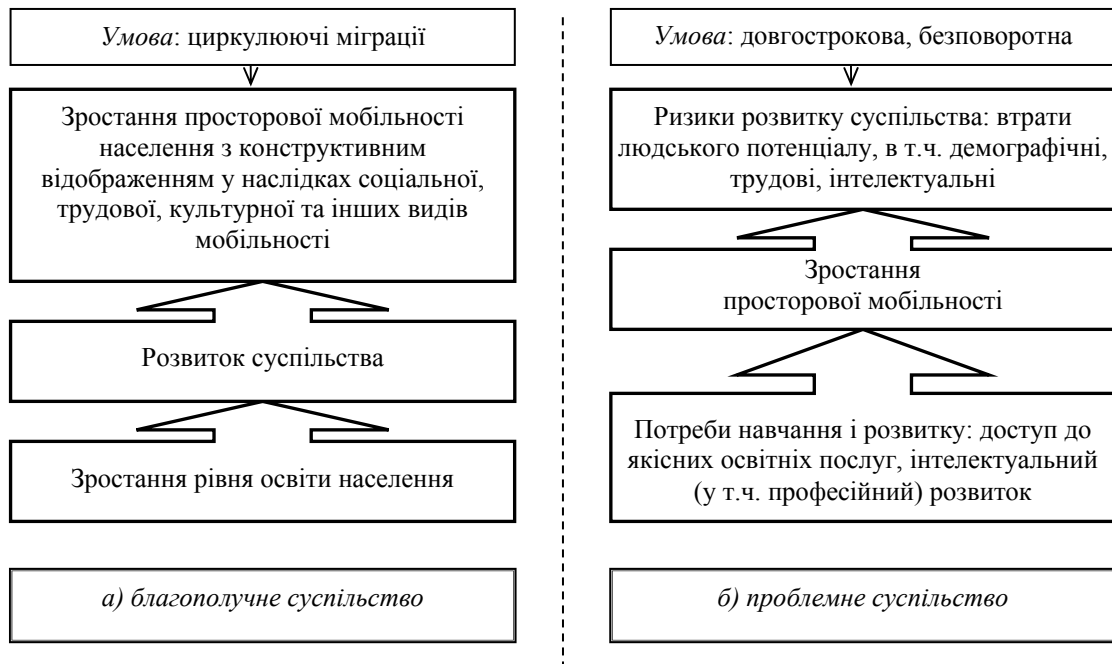 Умова: циркулюючі міграції
Зростання просторової мобільності
населення з конструктивним
відображенням у наслідках соціальної,
трудової, культурної та інших видів
мобільності
Розвиток суспільства
Зростання рівня освіти населення
а) благополучне суспільство
Умова: довгострокова, безповоротна
Ризики розвитку суспільства: втрати
людського потенціалу, в т.ч. демографічні,
трудові, інтелектуальні
Зростання
просторової мобільності
Потреби навчання і розвитку: доступ до
якісних освітніх послуг, інтелектуальний
(у т.ч. професійний) розвиток
б) проблемне суспільство